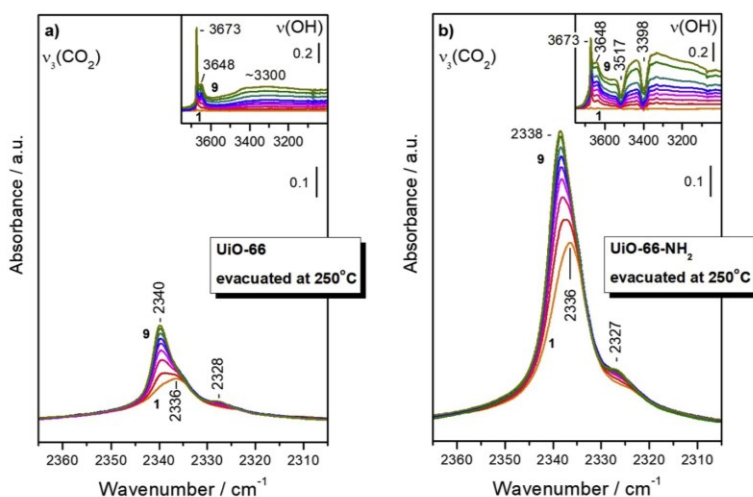 a)
ν₃(CO₂)
3673
3648
~3300
9
1
ν(OH)
0.2
3600 3400 3200
0.1
UiO-66
evacuated at 250°C
2340
9
1
2336
2328
Absorbance / a.u.
2360 2350 2340 2330 2320 2310
Wavenumber / cm⁻¹
b)
ν₃(CO₂)
3673
3648
9
3517
3398
1
ν(OH)
0.2
3600 3400 3200
2338
9
0.1
UiO-66-NH₂
evacuated at 250°C
2336
1
2327
Absorbance / a.u.
2360 2350 2340 2330 2320 2310
Wavenumber / cm⁻¹